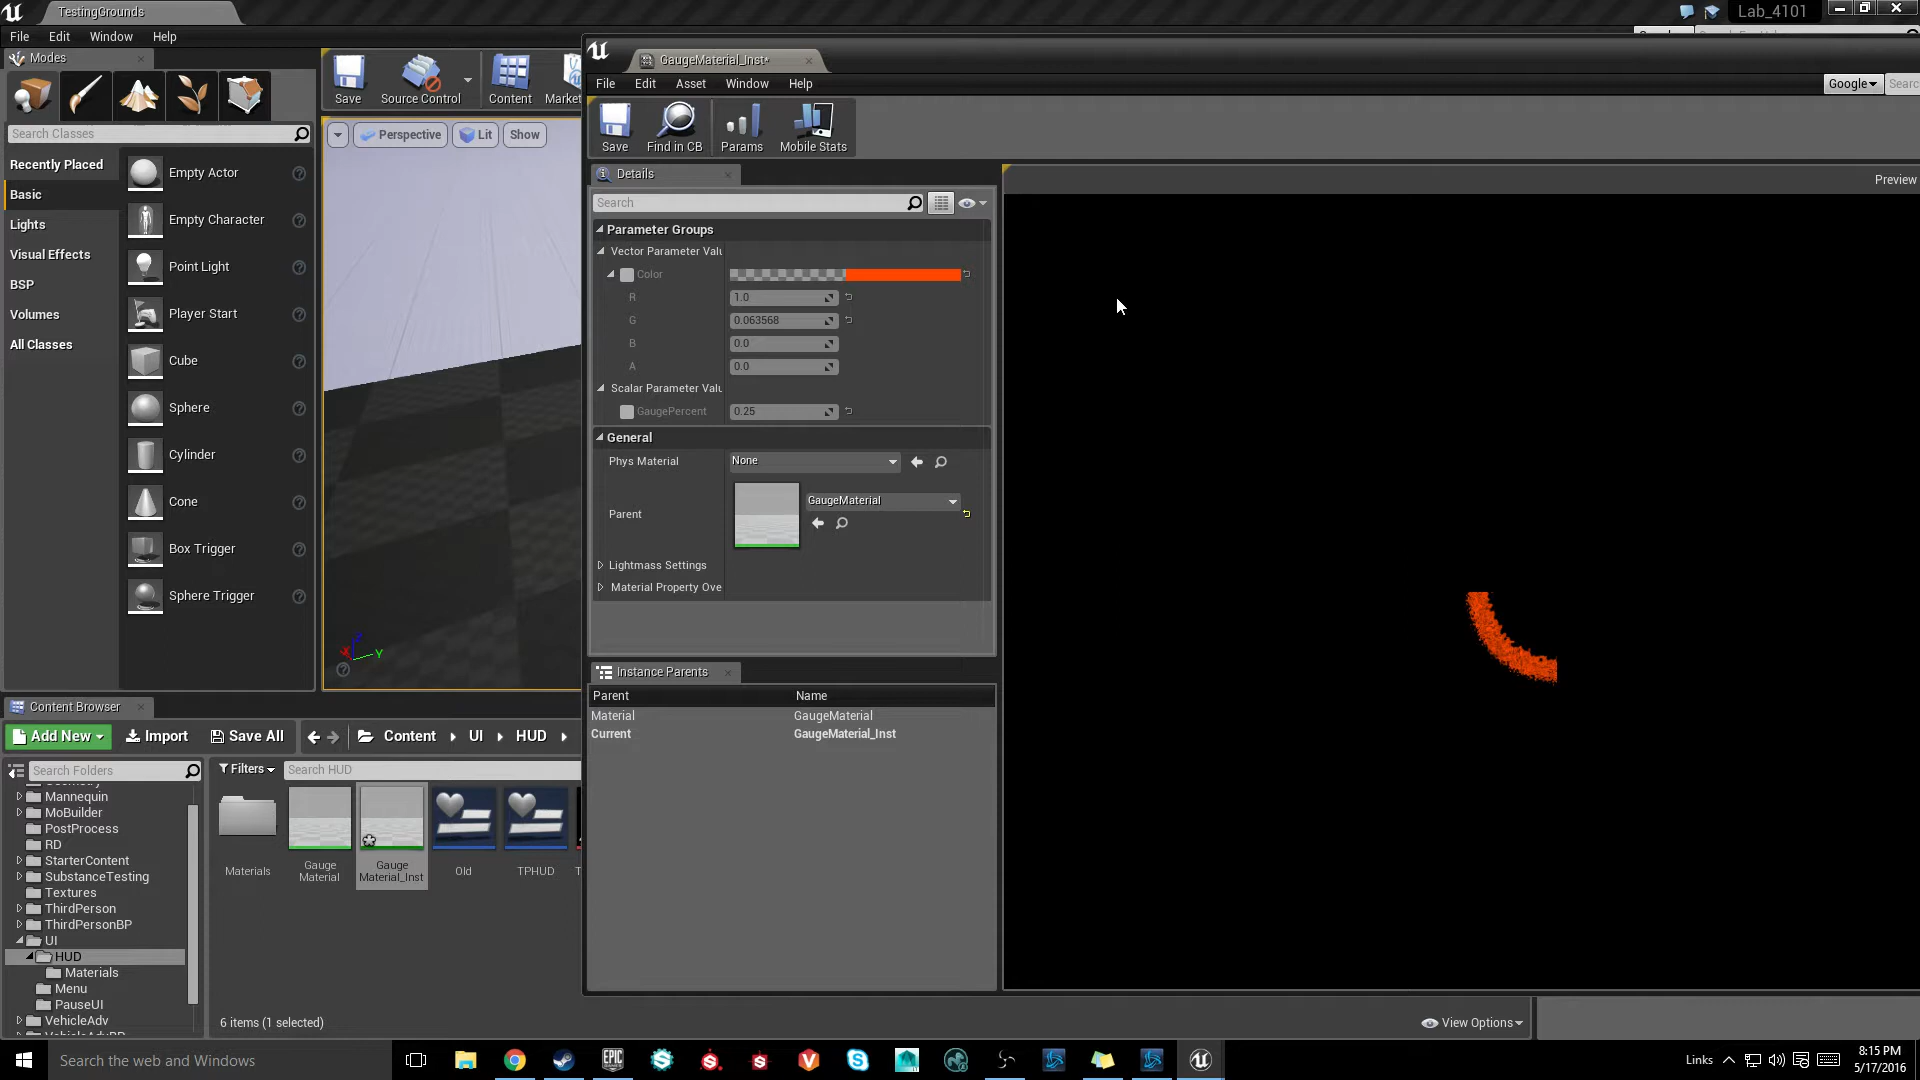 TestingGrounds
Lab_4101
File Edit Window Help
Modes
Search Classes
Recently Placed
Basic
Lights
Visual Effects
BSP
Volumes
All Classes
Empty Actor
Empty Character
Point Light
Player Start
Cube
Sphere
Cylinder
Cone
Box Trigger
Sphere Trigger
Save
Source Control
Content
Market
Perspective
Lit
Show
X
Y
GaugeMaterial_Inst*
File Edit Asset Window Help
Google
Searc
Save
Find in CB
Params
Mobile Stats
Details
Search
Parameter Groups
Vector Parameter Valu
Color
R 1.0
G 0.063568
B 0.0
A 0.0
Scalar Parameter Valu
GaugePercent 0.25
General
Phys Material None
Parent GaugeMaterial
Lightmass Settings
Material Property Ove
Instance Parents
Parent Name
Material GaugeMaterial
Current GaugeMaterial_Inst
Preview
Content Browser
Add New Import Save All Content UI HUD
Search Folders
Filters Search HUD
Mannequin
MoBuilder
PostProcess
RD
StarterContent
SubstanceTesting
Textures
ThirdPerson
ThirdPersonBP
UI
HUD
Materials
Menu
PauseUI
VehicleAdv
Materials
Gauge
Material
Gauge
Material_Inst
Old
TPHUD
T
6 items (1 selected)
View Options
Search the web and Windows
EPIC
Links
8:15 PM
5/17/2016